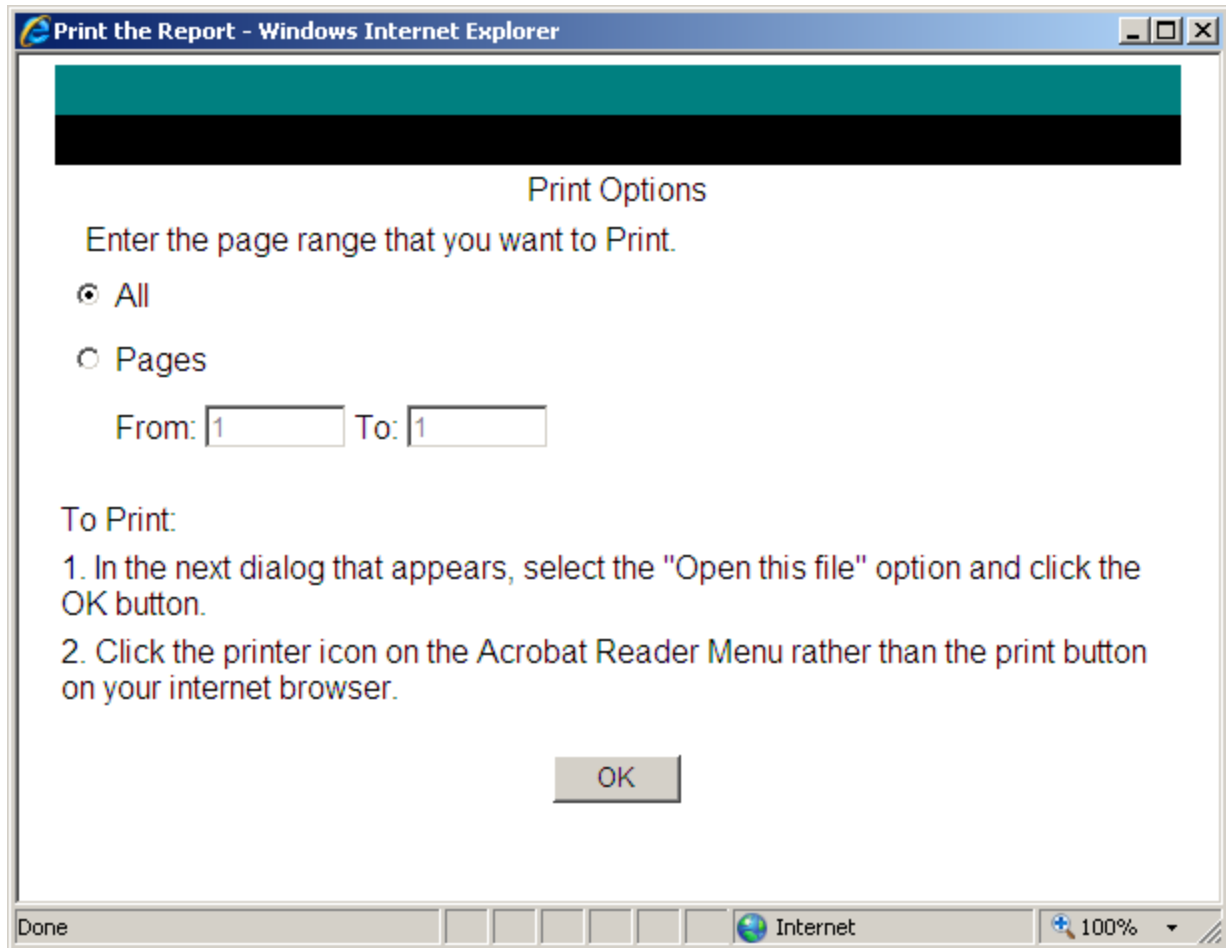 Print the Report - Windows Internet Explorer
Print Options
Enter the page range that you want to Print.
All
Pages
From: 1 To: 1
To Print:
1. In the next dialog that appears, select the "Open this file" option and click the
OK button.
2. Click the printer icon on the Acrobat Reader Menu rather than the print button
on your internet browser.
OK
Done Internet 100%